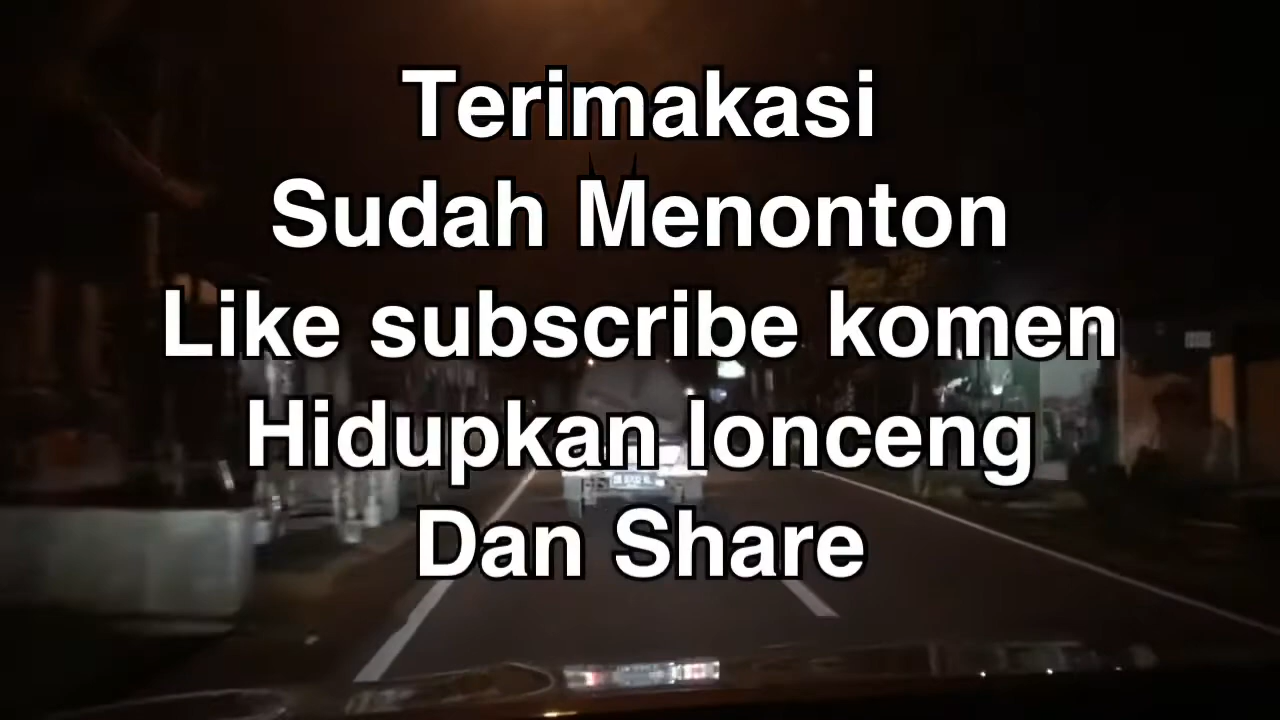 Terimakasi
Sudah Menonton
Like subscribe komen
Hidupkan lonceng
Dan Share